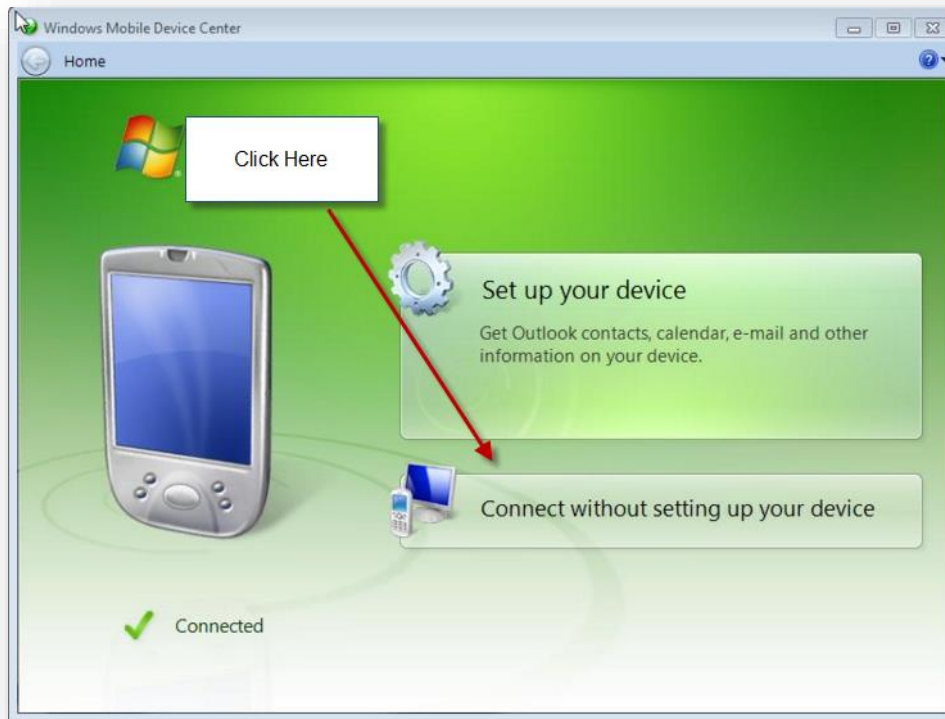 Windows Mobile Device Center
Home
Click Here
Set up your device
Get Outlook contacts, calendar, e-mail and other
information on your device.
Connect without setting up your device
Connected